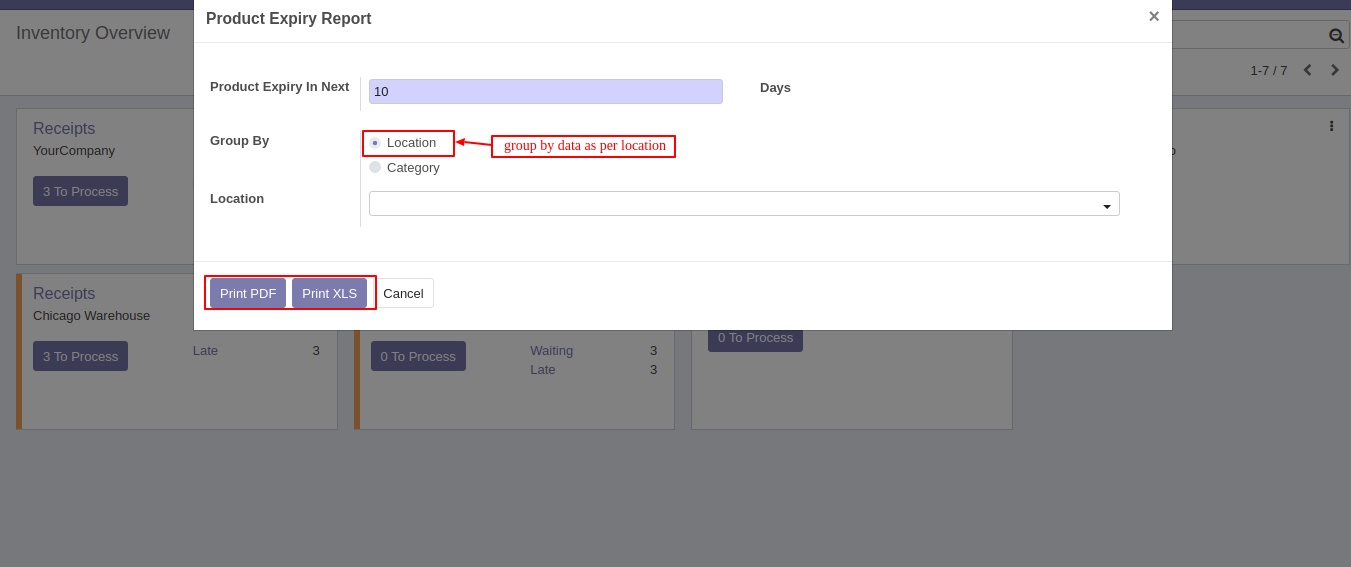 Product Expiry Report ×
Inventory Overview
1-7 / 7
Product Expiry In Next 10 Days
Group By Location group by data as per location
Category
Location
Print PDF Print XLS Cancel
Receipts
YourCompany
3 To Process
Receipts
Chicago Warehouse
3 To Process Late 3
0 To Process Waiting 3
Late 3
0 To Process